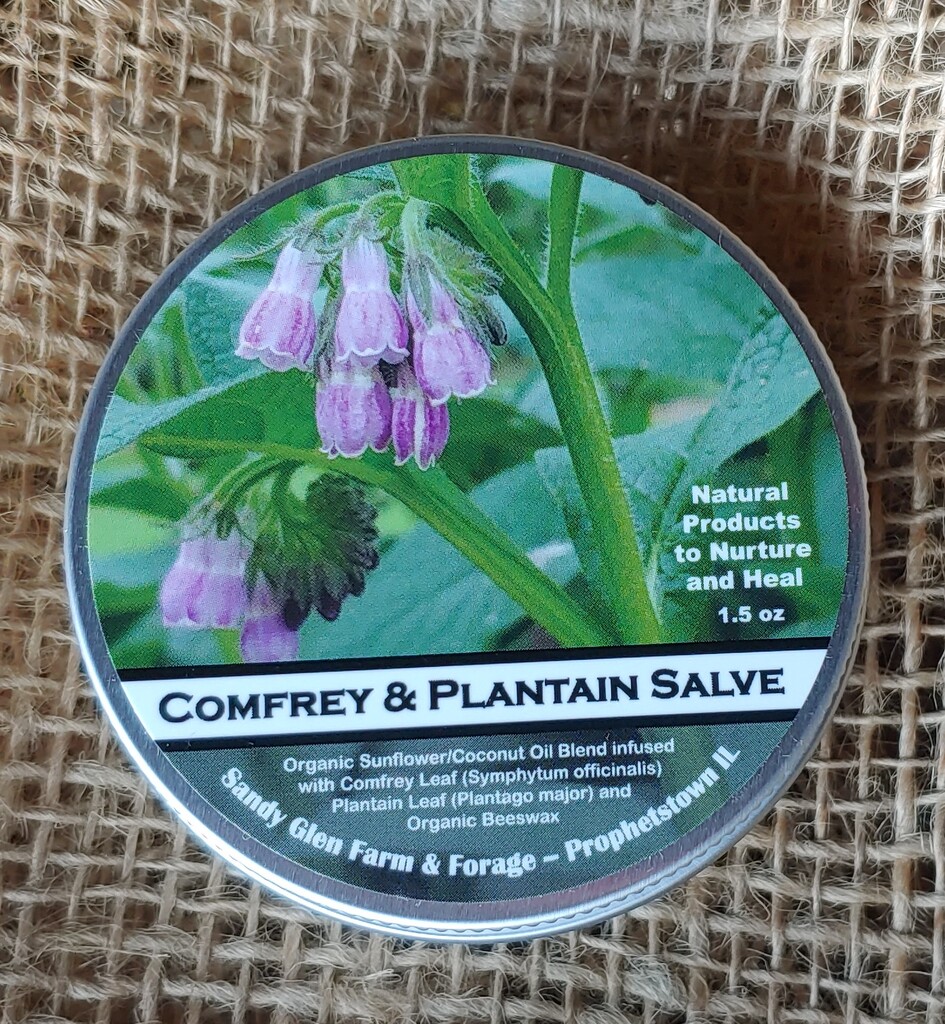 Natural
Products
to Nurture
and Heal
1.5 oz
COMFREY & PLANTAIN SALVE
Organic Sunflower/Coconut Oil Blend infused
with Comfrey Leaf (Symphytum officinalis)
Plantain Leaf (Plantago major) and
Organic Beeswax
Sandy Glen Farm & Forage – Prophetstown IL